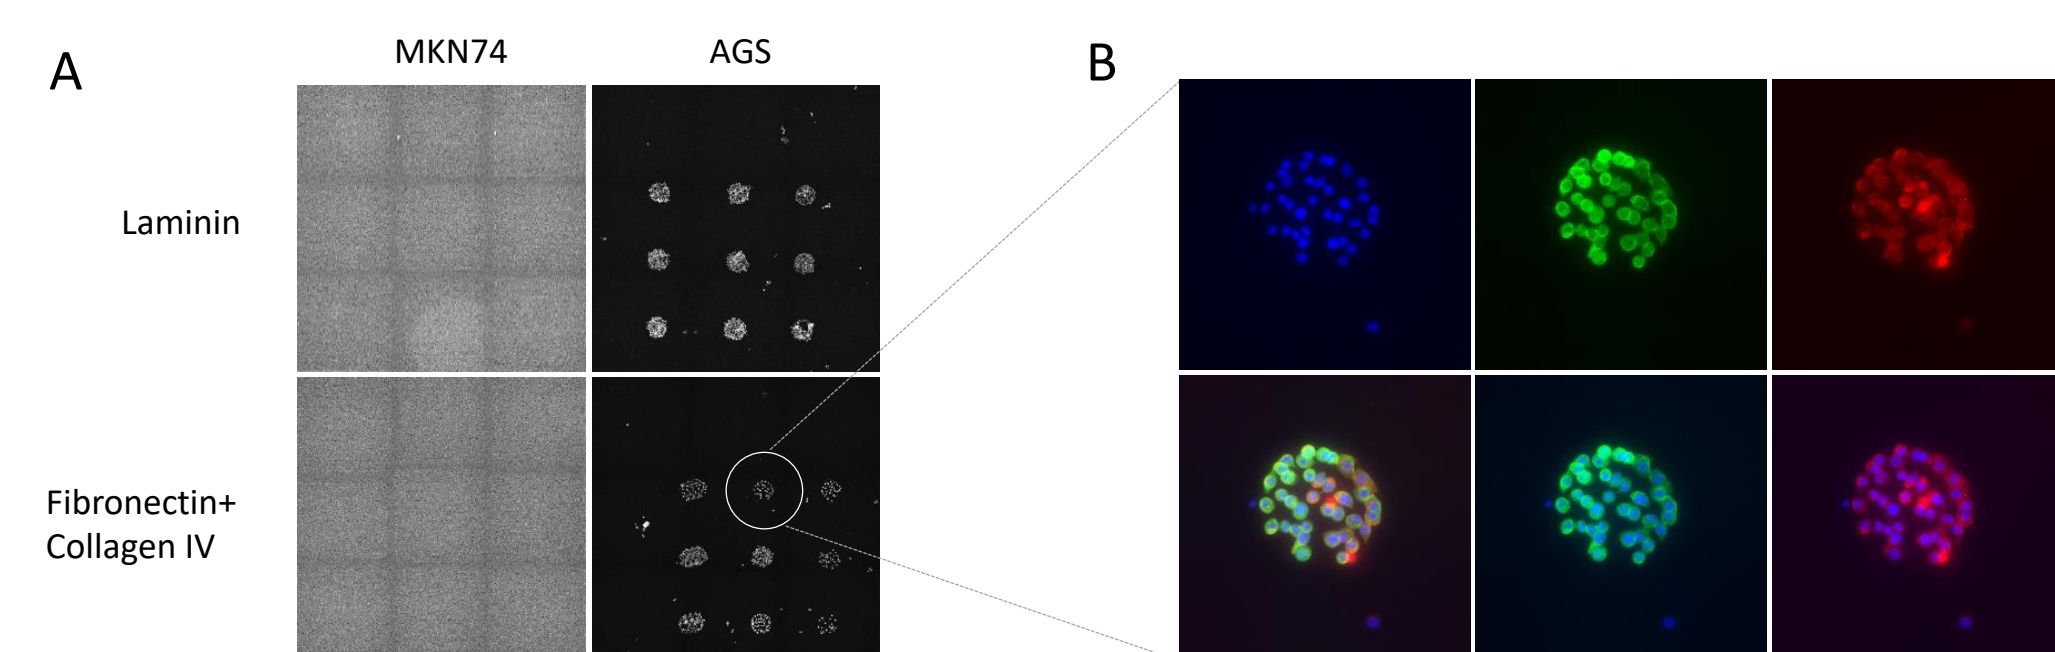 A
MKN74
AGS
B
Laminin
Fibronectin+
Collagen IV